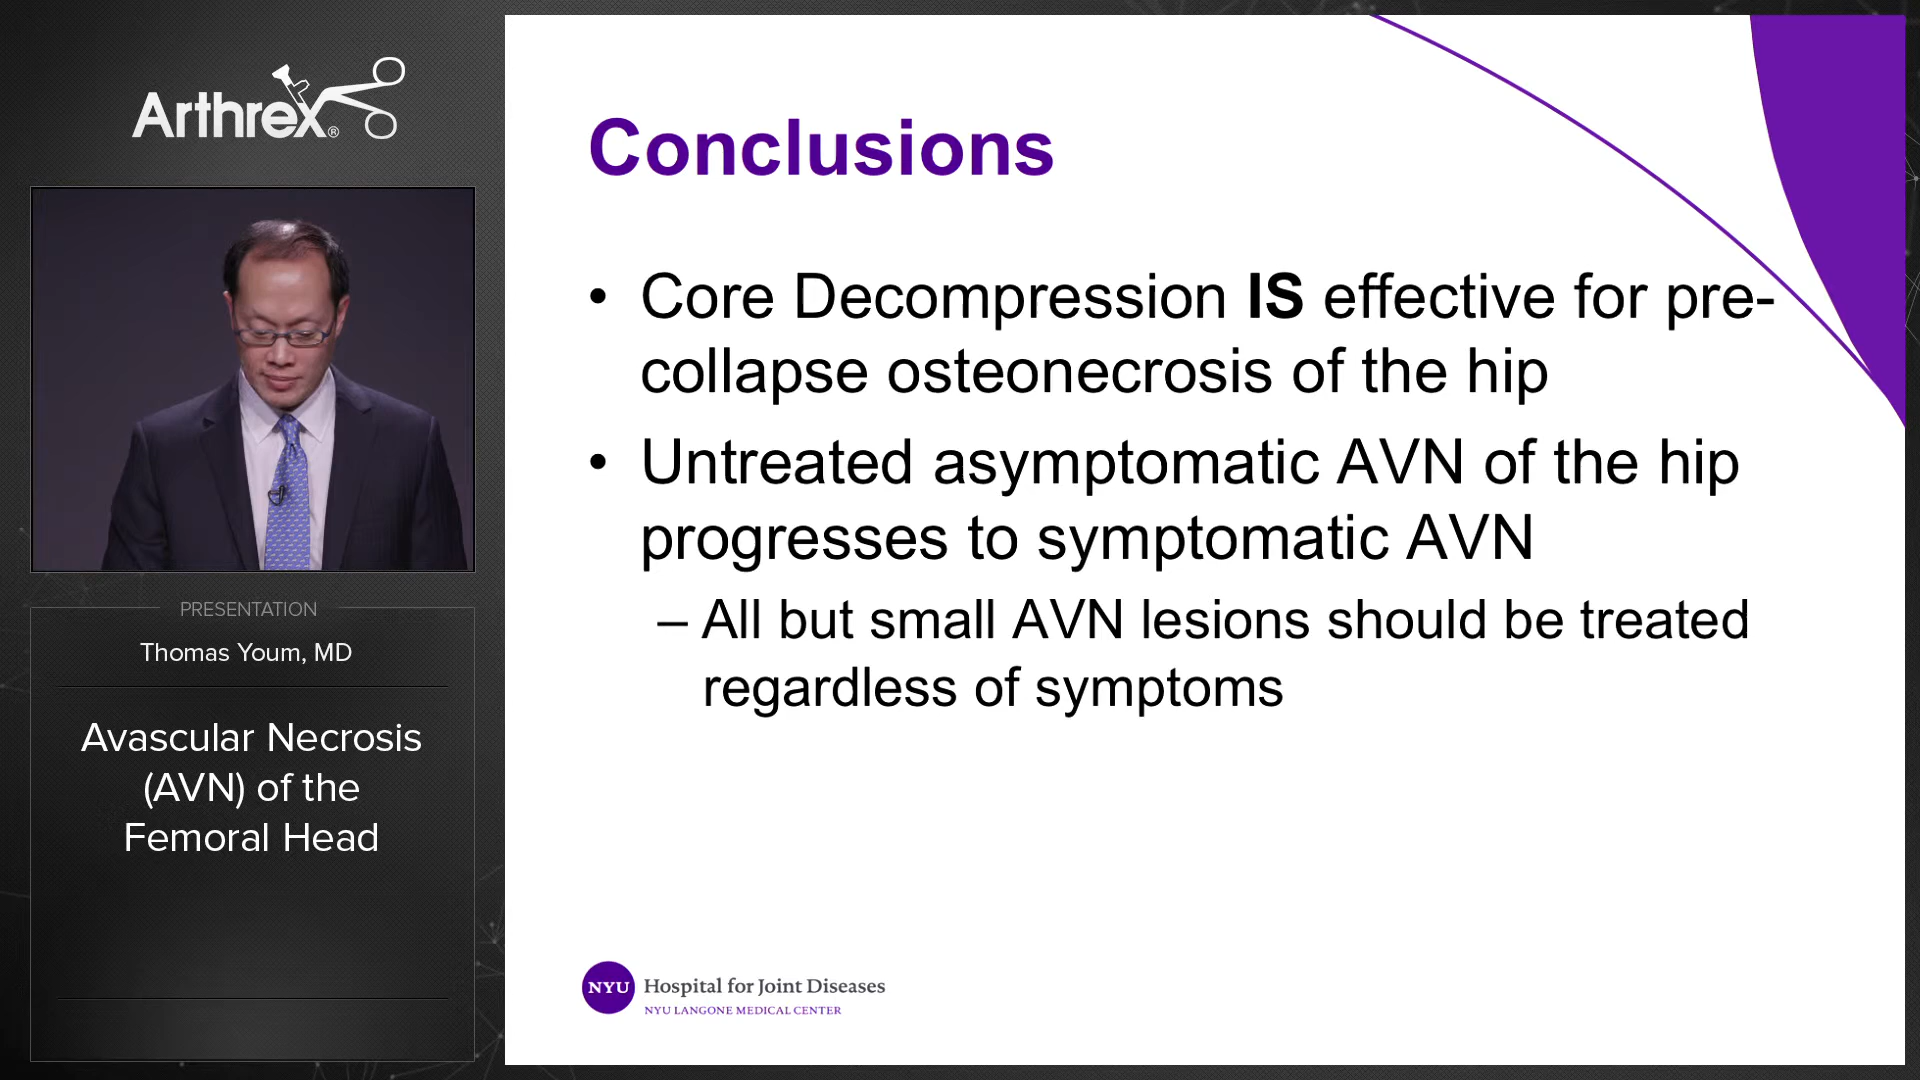 Arthrex®
PRESENTATION
Thomas Youm, MD
Avascular Necrosis
(AVN) of the
Femoral Head
Conclusions
• Core Decompression IS effective for pre-
collapse osteonecrosis of the hip
• Untreated asymptomatic AVN of the hip
progresses to symptomatic AVN
– All but small AVN lesions should be treated
regardless of symptoms
NYU Hospital for Joint Diseases
NYU LANGONE MEDICAL CENTER